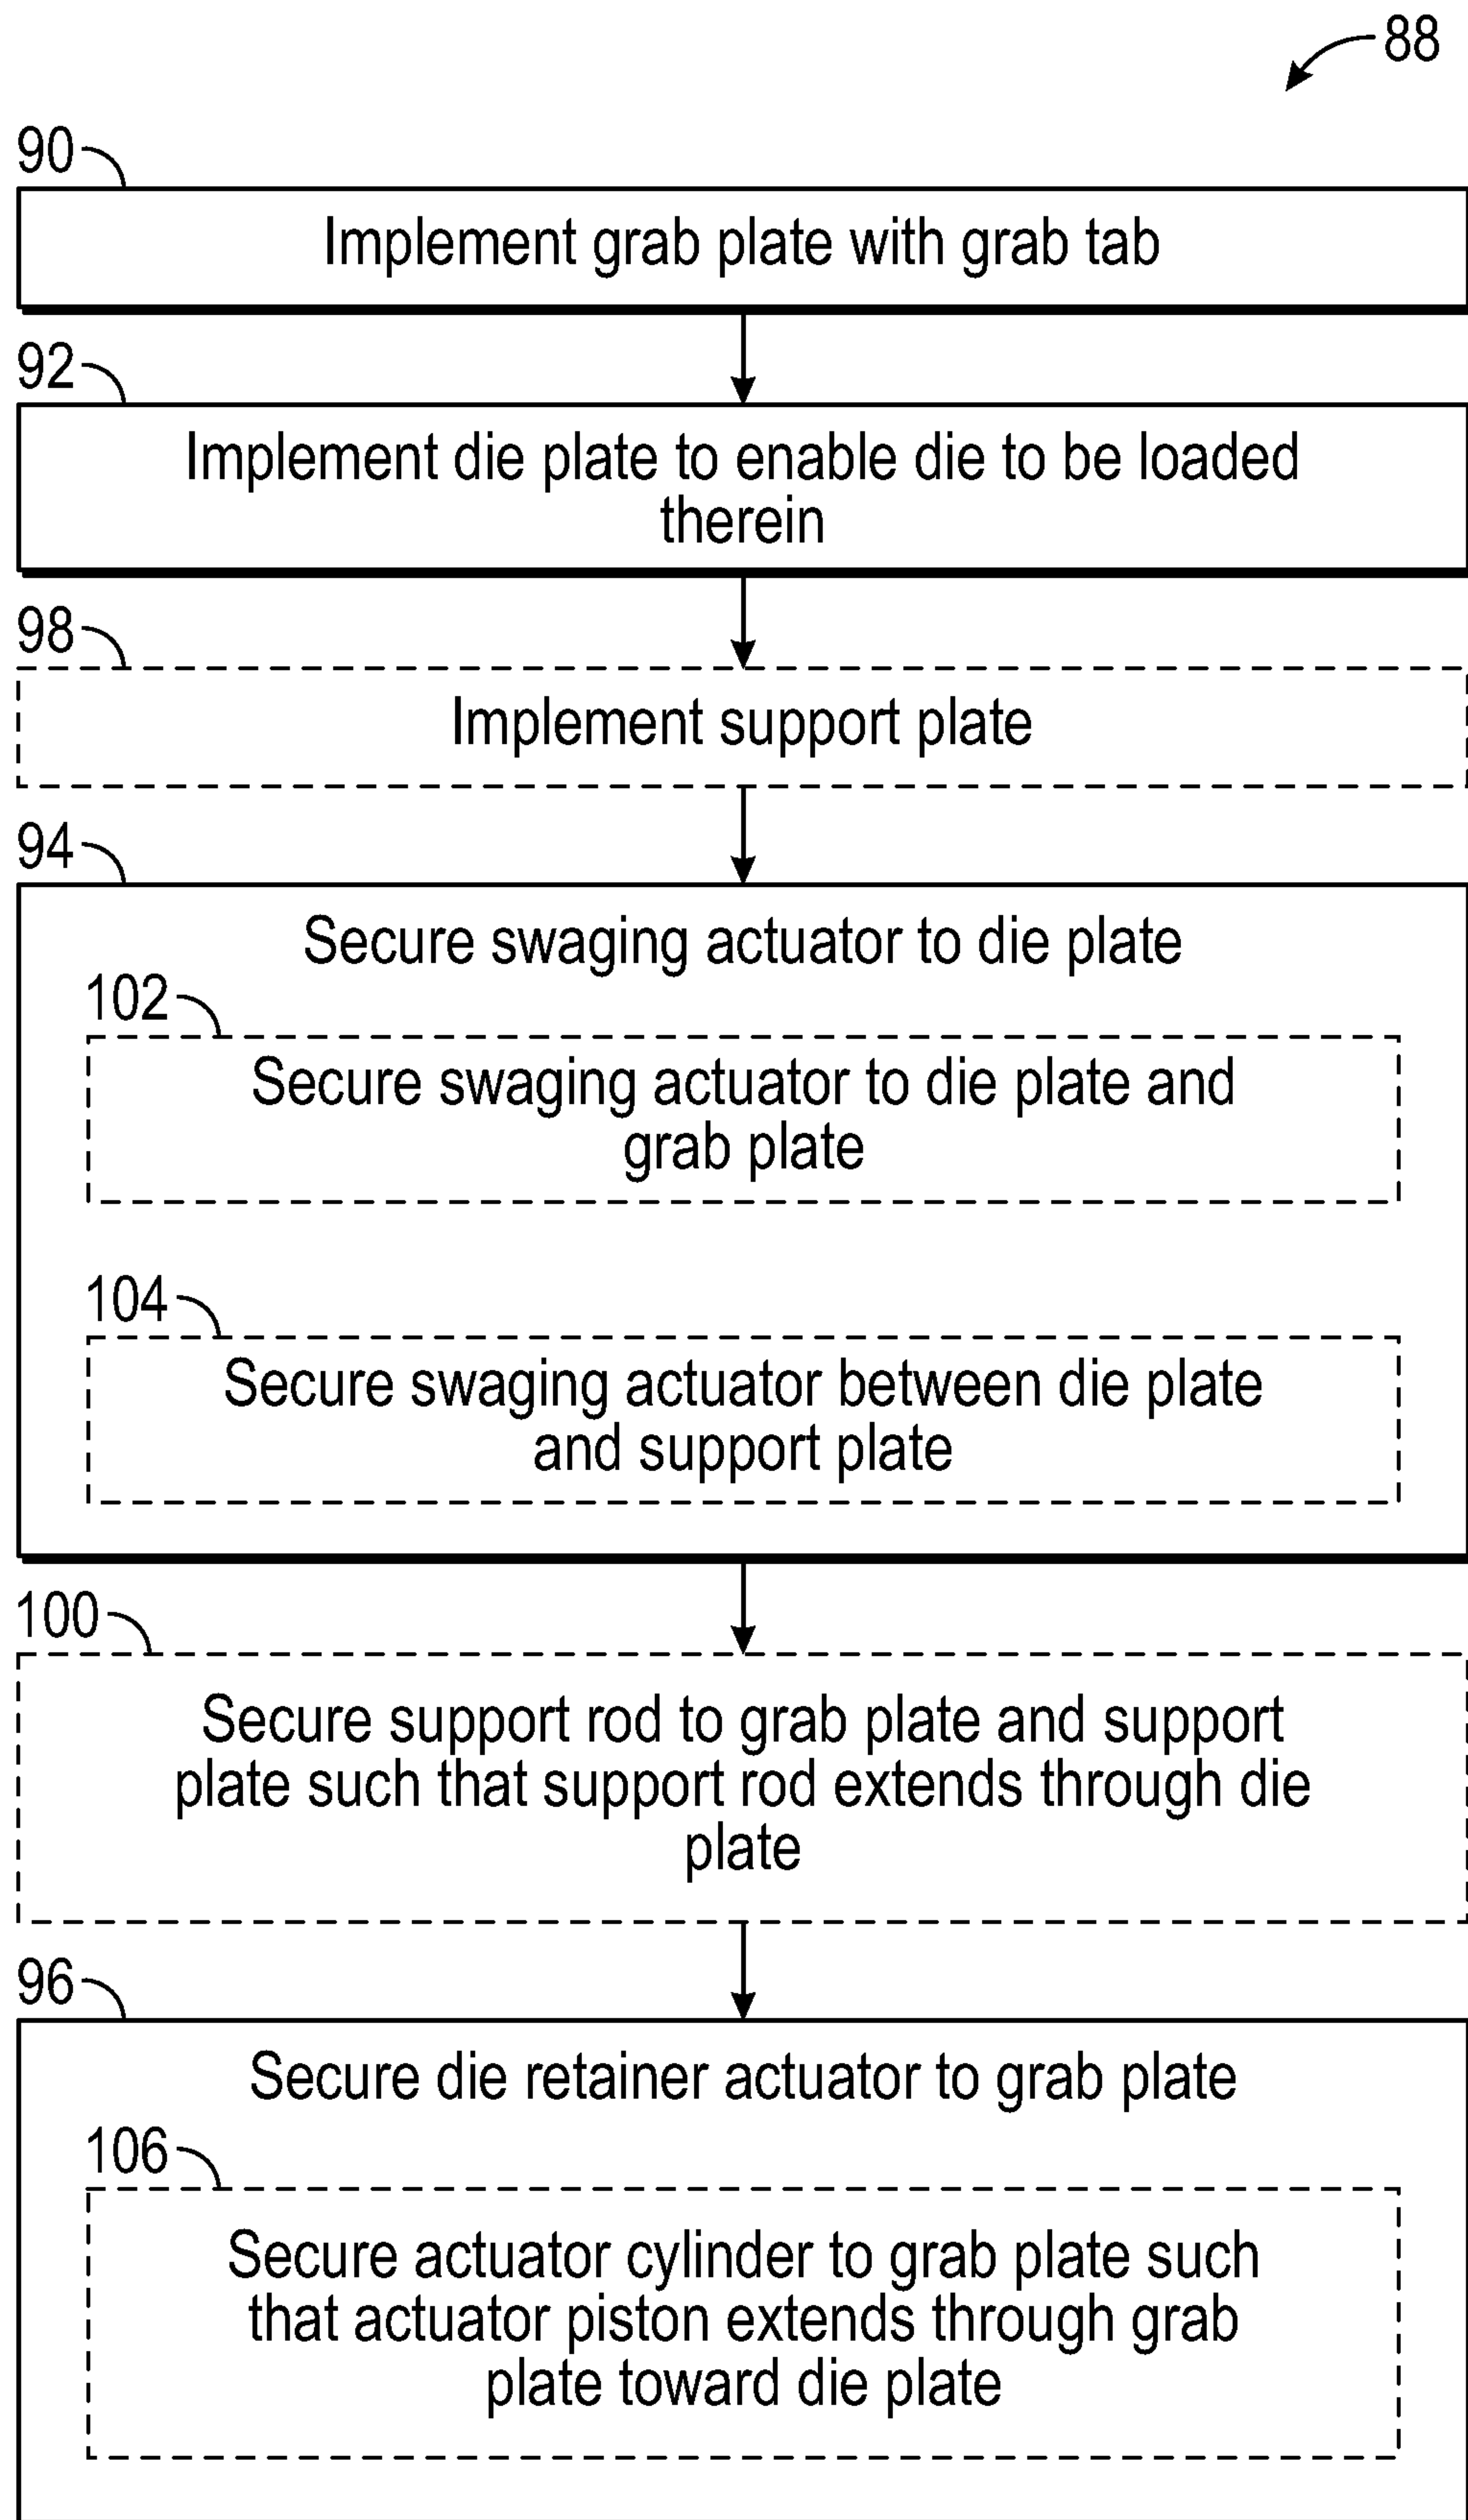 88
90
Implement grab plate with grab tab
92
Implement die plate to enable die to be loaded
therein
98
Implement support plate
94
Secure swaging actuator to die plate
102
Secure swaging actuator to die plate and
grab plate
104
Secure swaging actuator between die plate
and support plate
100
Secure support rod to grab plate and support
plate such that support rod extends through die
plate
96
Secure die retainer actuator to grab plate
106
Secure actuator cylinder to grab plate such
that actuator piston extends through grab
plate toward die plate